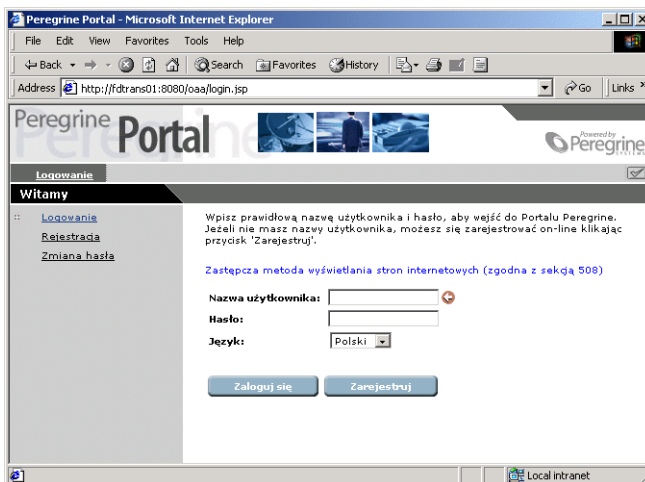 Peregrine Portal - Microsoft Internet Explorer
File Edit View Favorites Tools Help
Back Search Favorites History
Address http://fdtrans01:8080/oaa/login.jsp Go Links »
Peregrine Portal
Powered by
Peregrine
SYSTEMS
Logowanie
Witamy
Logowanie
Rejestracja
Zmiana hasła
Wpisz prawidłową nazwę użytkownika i hasło, aby wejść do Portalu Peregrine.
Jeżeli nie masz nazwy użytkownika, możesz się zarejestrować on-line klikając
przycisk 'Zarejestruj'.
Zastępcza metoda wyświetlania stron internetowych (zgodna z sekcją 508)
Nazwa użytkownika:
Hasło:
Język: Polski
Zaloguj się Zarejestruj
Local intranet